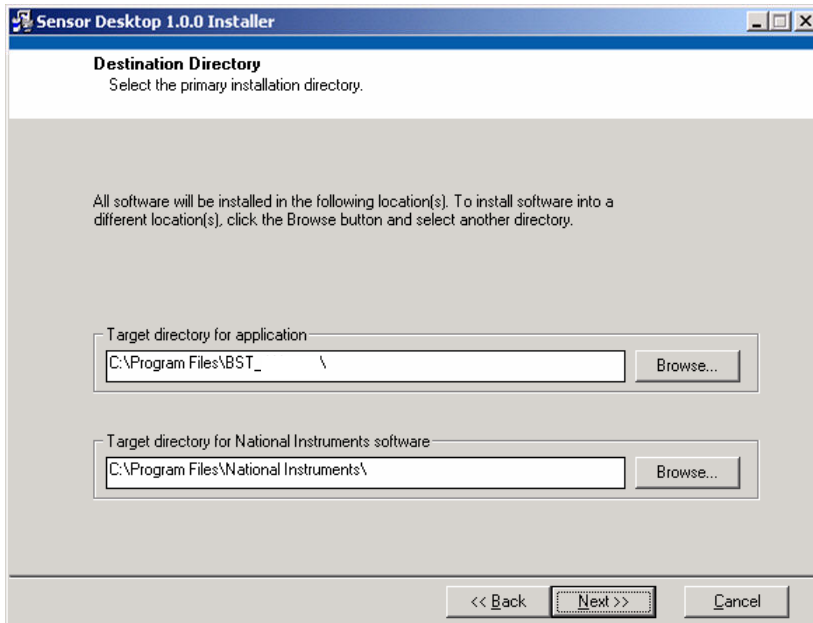 Sensor Desktop 1.0.0 Installer
Destination Directory
Select the primary installation directory.
All software will be installed in the following location(s). To install software into a
different location(s), click the Browse button and select another directory.
Target directory for application
C:\Program Files\BST_ \
Browse...
Target directory for National Instruments software
C:\Program Files\National Instruments\
Browse...
<< Back
Next >>
Cancel